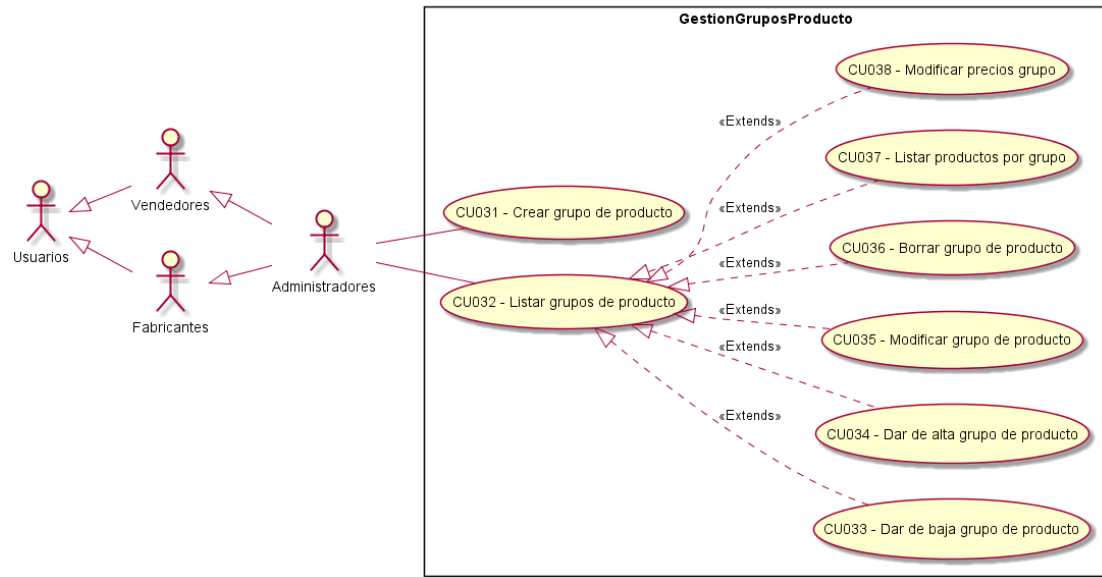 GestionGruposProducto
CU038 - Modificar precios grupo
«Extends»
CU037 - Listar productos por grupo
Vendedores
CU031 - Crear grupo de producto
«Extends»
Usuarios
CU036 - Borrar grupo de producto
«Extends»
Administradores
CU032 - Listar grupos de producto
«Extends»
Fabricantes
CU035 - Modificar grupo de producto
«Extends»
CU034 - Dar de alta grupo de producto
«Extends»
CU033 - Dar de baja grupo de producto